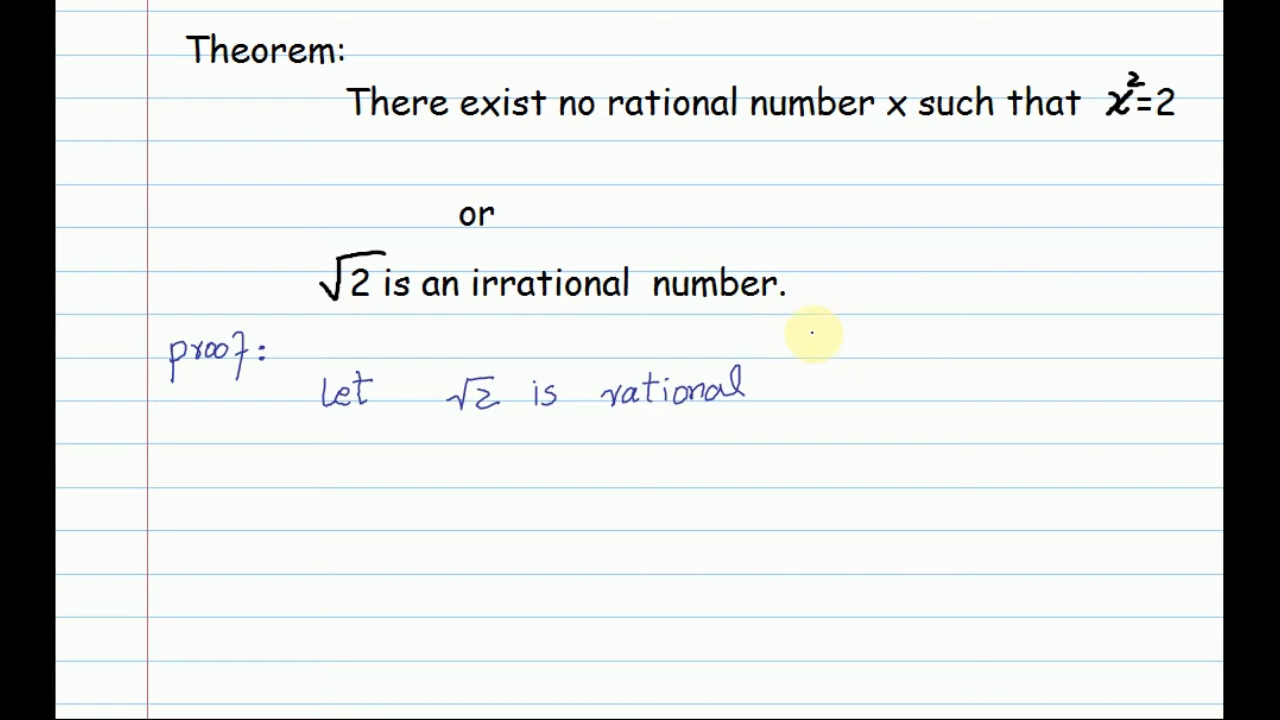 Theorem:
There exist no rational number x such that x²=2
or
√2 is an irrational number.
proof:
Let √2 is rational